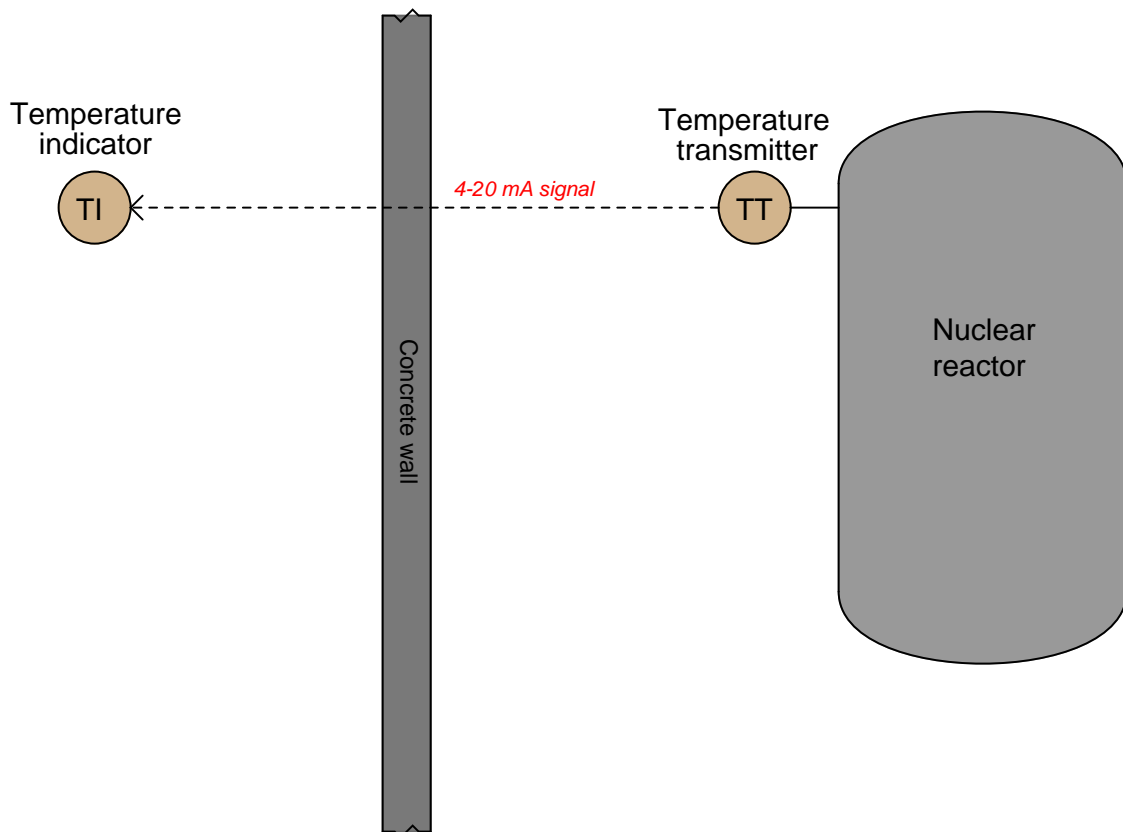 Temperature
indicator
TI
4-20 mA signal
Temperature
transmitter
TT
Concrete wall
Nuclear
reactor